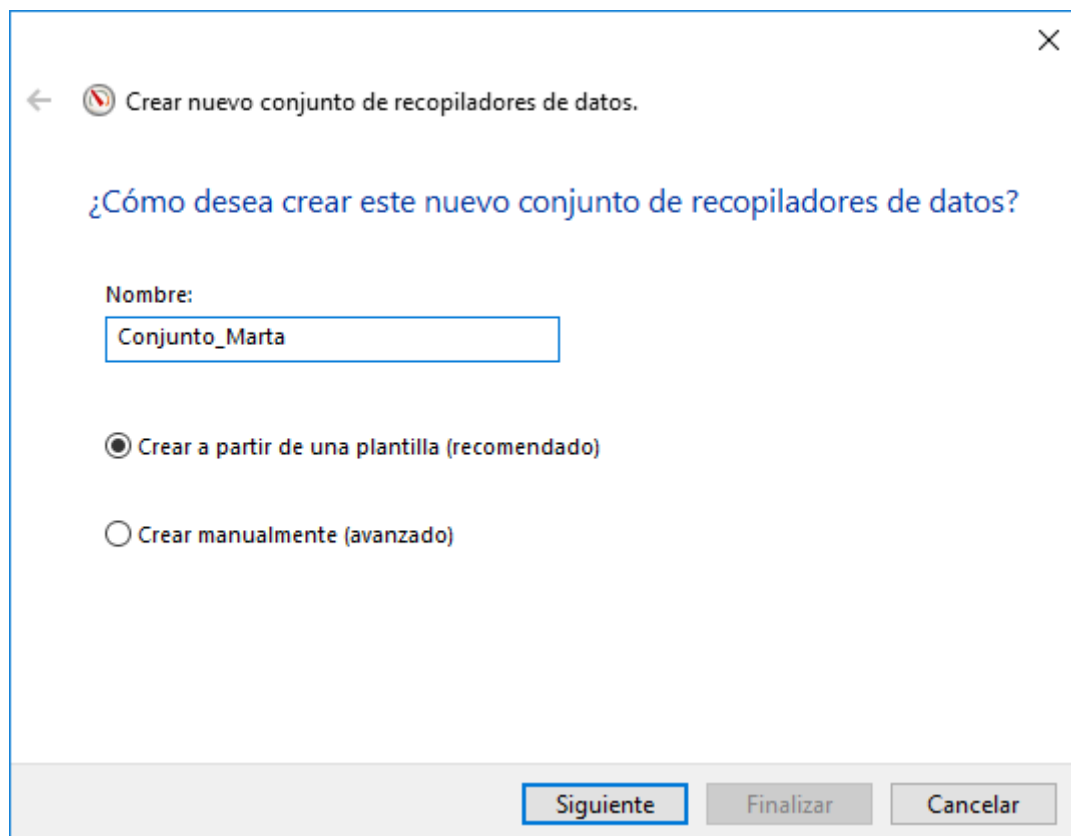 Crear nuevo conjunto de recopiladores de datos.
¿Cómo desea crear este nuevo conjunto de recopiladores de datos?
Nombre:
Conjunto_Marta
Crear a partir de una plantilla (recomendado)
Crear manualmente (avanzado)
Siguiente
Finalizar
Cancelar